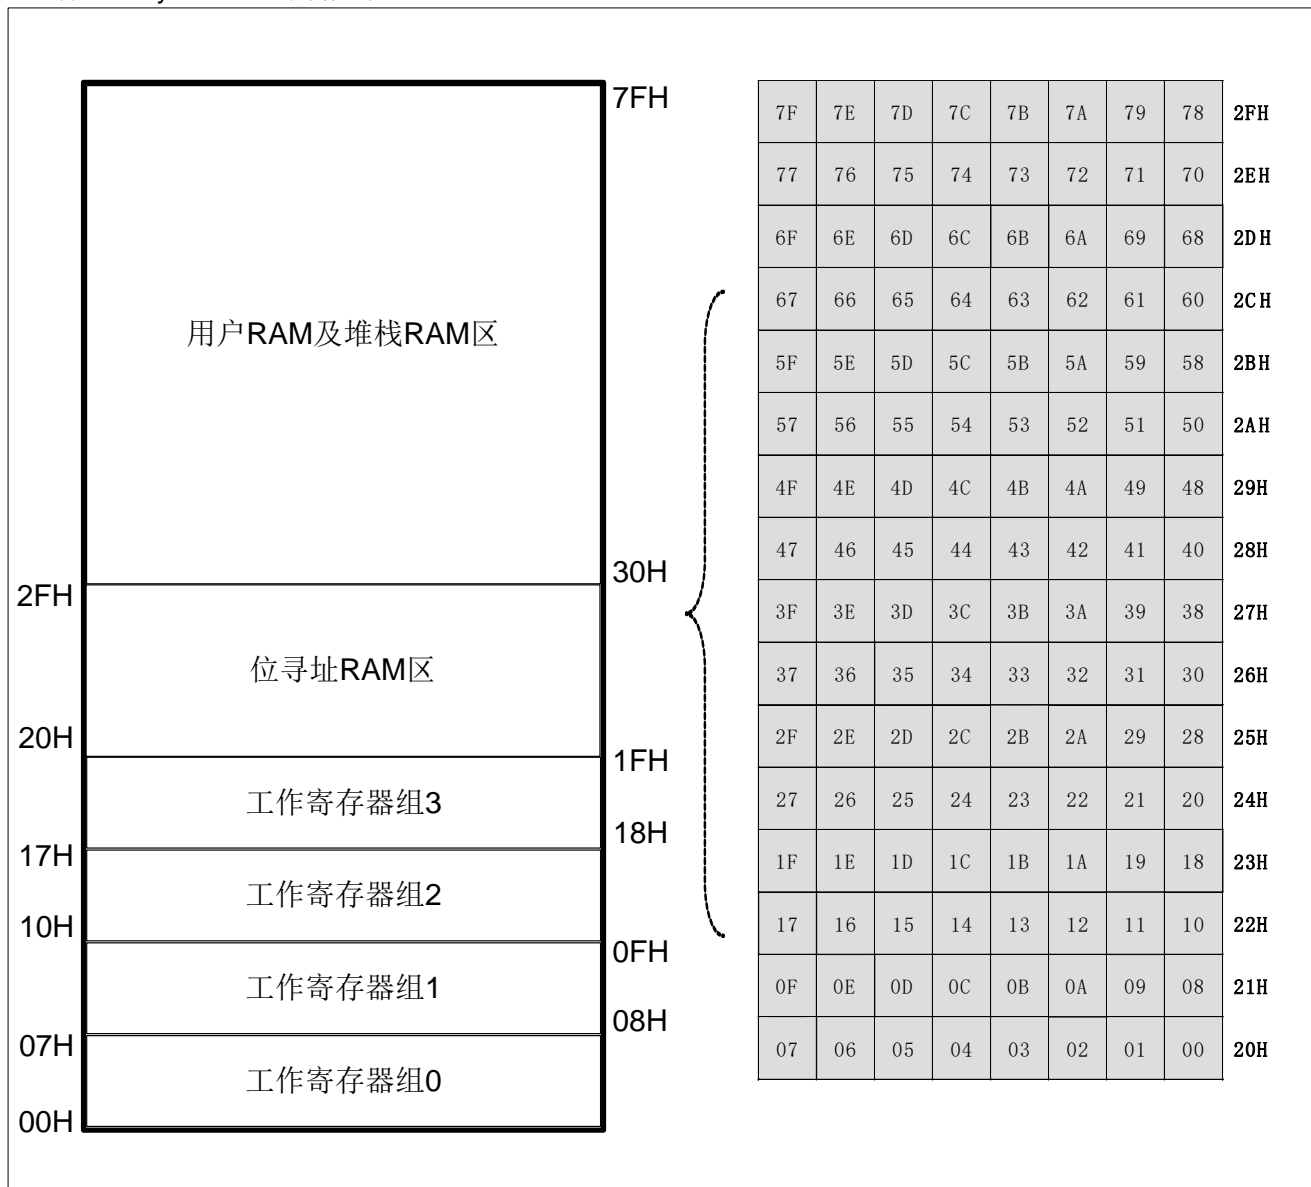 7FH
用户RAM及堆栈RAM区
30H
2FH
位寻址RAM区
20H
1FH
工作寄存器组3
18H
17H
工作寄存器组2
10H
0FH
工作寄存器组1
08H
07H
工作寄存器组0
00H
7F 7E 7D 7C 7B 7A 79 78 2FH
77 76 75 74 73 72 71 70 2EH
6F 6E 6D 6C 6B 6A 69 68 2DH
67 66 65 64 63 62 61 60 2CH
5F 5E 5D 5C 5B 5A 59 58 2BH
57 56 55 54 53 52 51 50 2AH
4F 4E 4D 4C 4B 4A 49 48 29H
47 46 45 44 43 42 41 40 28H
3F 3E 3D 3C 3B 3A 39 38 27H
37 36 35 34 33 32 31 30 26H
2F 2E 2D 2C 2B 2A 29 28 25H
27 26 25 24 23 22 21 20 24H
1F 1E 1D 1C 1B 1A 19 18 23H
17 16 15 14 13 12 11 10 22H
0F 0E 0D 0C 0B 0A 09 08 21H
07 06 05 04 03 02 01 00 20H